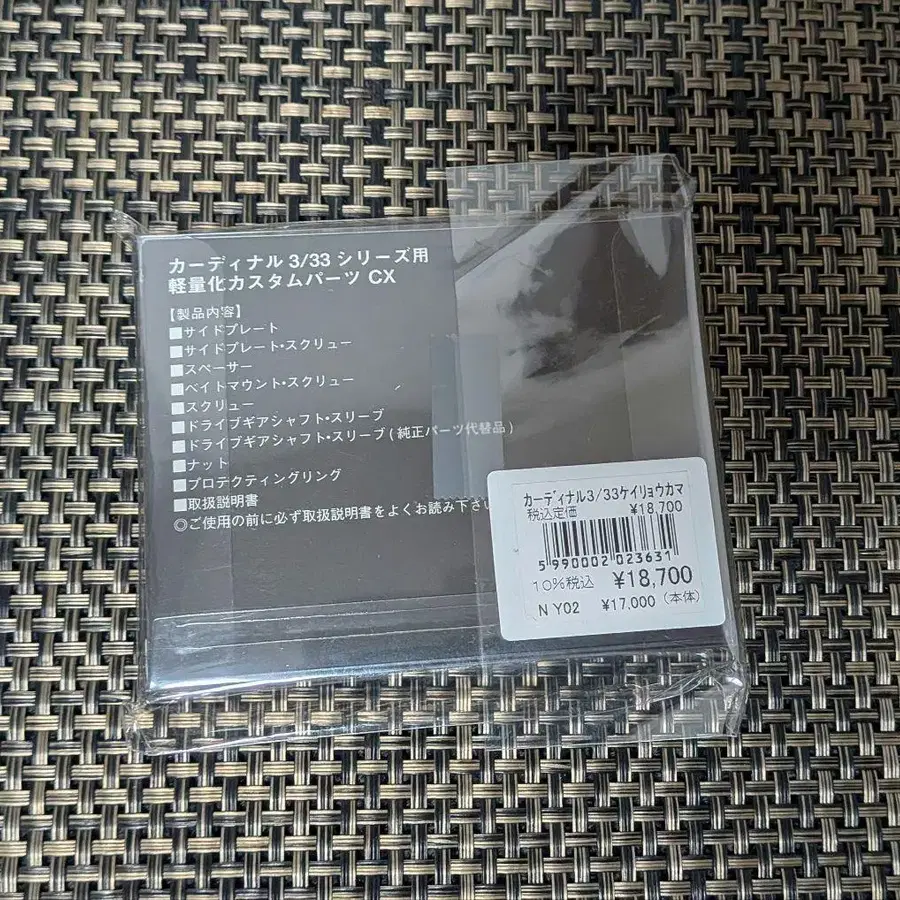 カーディナル 3/33 シリーズ用
軽量化カスタムパーツ CX
【製品内容】
■サイドプレート
■サイドプレート・スクリュー
■スペーサー
■ベイトマウント・スクリュー
■スクリュー
■ドライブギアシャフト・スリーブ
■ドライブギアシャフト・スリーブ(純正パーツ代替品)
■ナット
■プロテクティングリング
■取扱説明書
◎ご使用の前に必ず取扱説明書をよくお読み下さい
カーディナル3/33ケイリョウカマ
税込定価 ¥18,700
5 990002 023631
10%税込 ¥18,700
N Y02 ¥17,000 (本体)